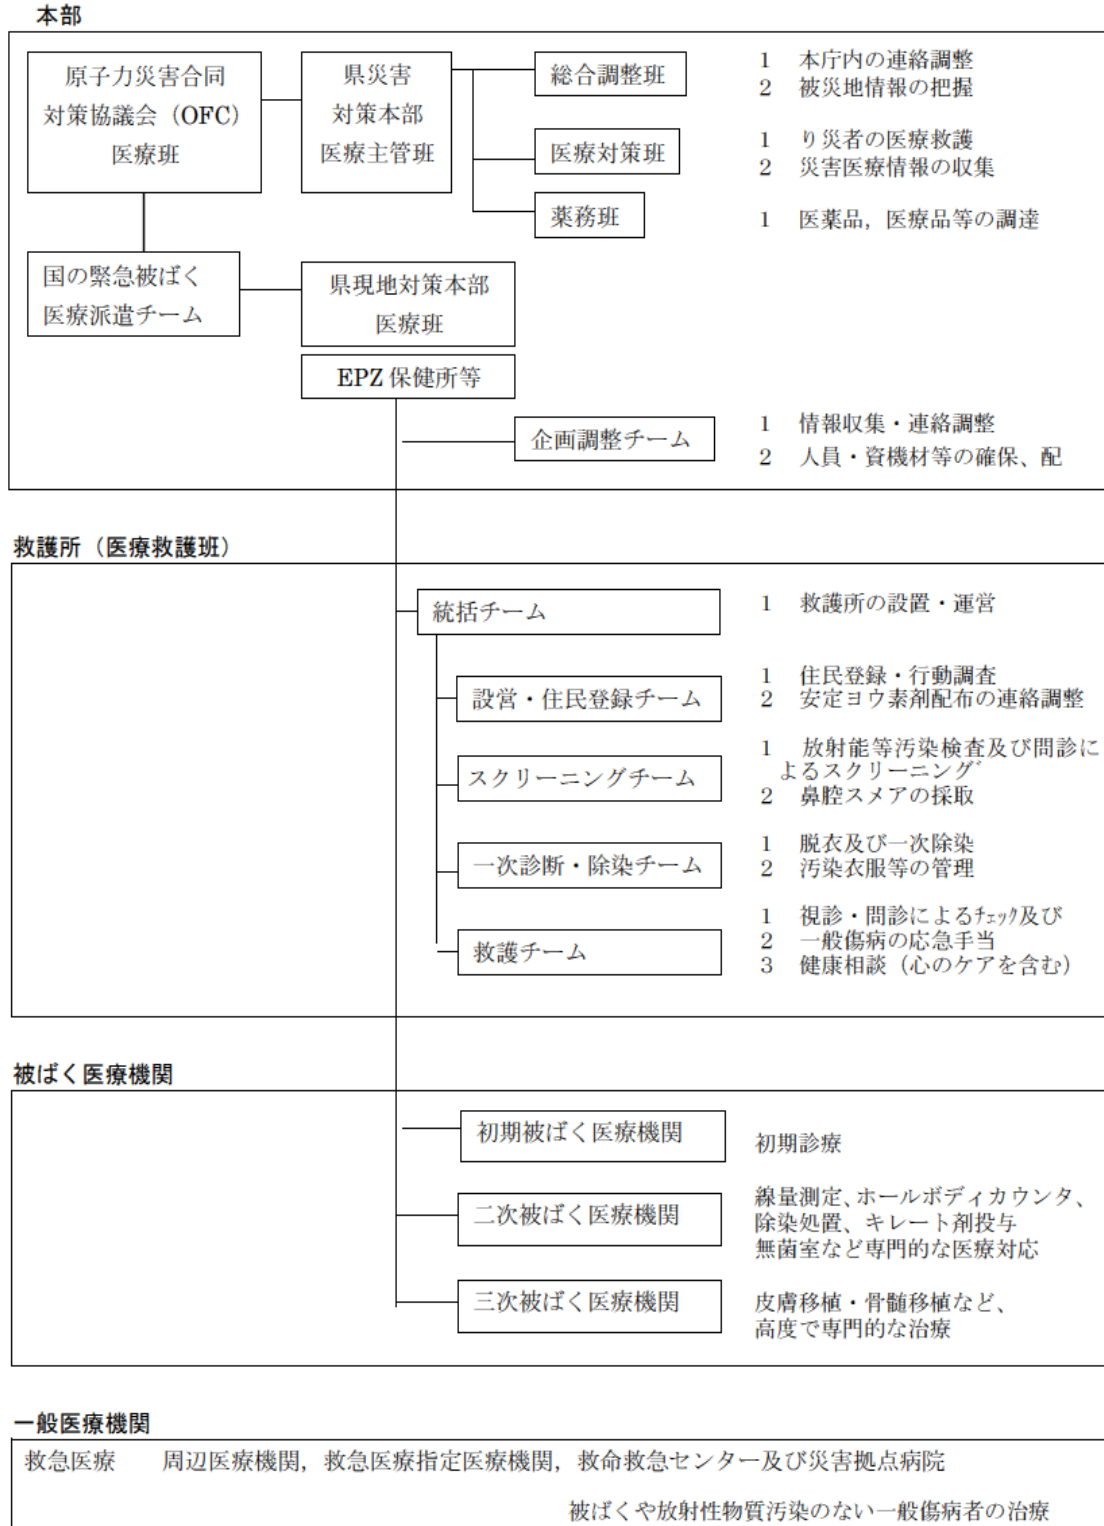 本部
原子力災害合同
対策協議会（OFC）
医療班
県災害
対策本部
医療主管班
総合調整班
1 本庁内の連絡調整
2 被災地情報の把握
医療対策班
1 り災者の医療救護
2 災害医療情報の収集
薬務班
1 医薬品，医療品等の調達
国の緊急被ばく
医療派遣チーム
県現地対策本部
医療班
EPZ 保健所等
企画調整チーム
1 情報収集・連絡調整
2 人員・資機材等の確保、配
救護所（医療救護班）
統括チーム
1 救護所の設置・運営
設営・住民登録チーム
1 住民登録・行動調査
2 安定ヨウ素剤配布の連絡調整
スクリーニングチーム
1 放射能等汚染検査及び問診に
よるスクリーニング゛
2 鼻腔スメアの採取
一次診断・除染チーム
1 脱衣及び一次除染
2 汚染衣服等の管理
救護チーム
1 視診・問診によるﾁｪｯｸ及び
2 一般傷病の応急手当
3 健康相談（心のケアを含む）
被ばく医療機関
初期被ばく医療機関
初期診療
二次被ばく医療機関
線量測定、ホールボディカウンタ、
除染処置、キレート剤投与
無菌室など専門的な医療対応
三次被ばく医療機関
皮膚移植・骨髄移植など、
高度で専門的な治療
一般医療機関
救急医療 周辺医療機関，救急医療指定医療機関，救命救急センター及び災害拠点病院
被ばくや放射性物質汚染のない一般傷病者の治療